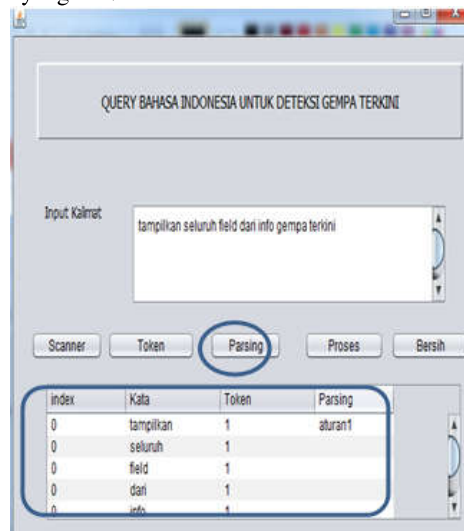 QUERY BAHASA INDONESIA UNTUK DETEKSI GEMPA TERKINI
Input Kalimat
tampilkan seluruh field dari info gempa terkini
Scanner Token Parsing Proses Bersih
index Kata Token Parsing
0 tampilkan 1 aturan1
0 seluruh 1
0 field 1
0 dari 1
0 info 1